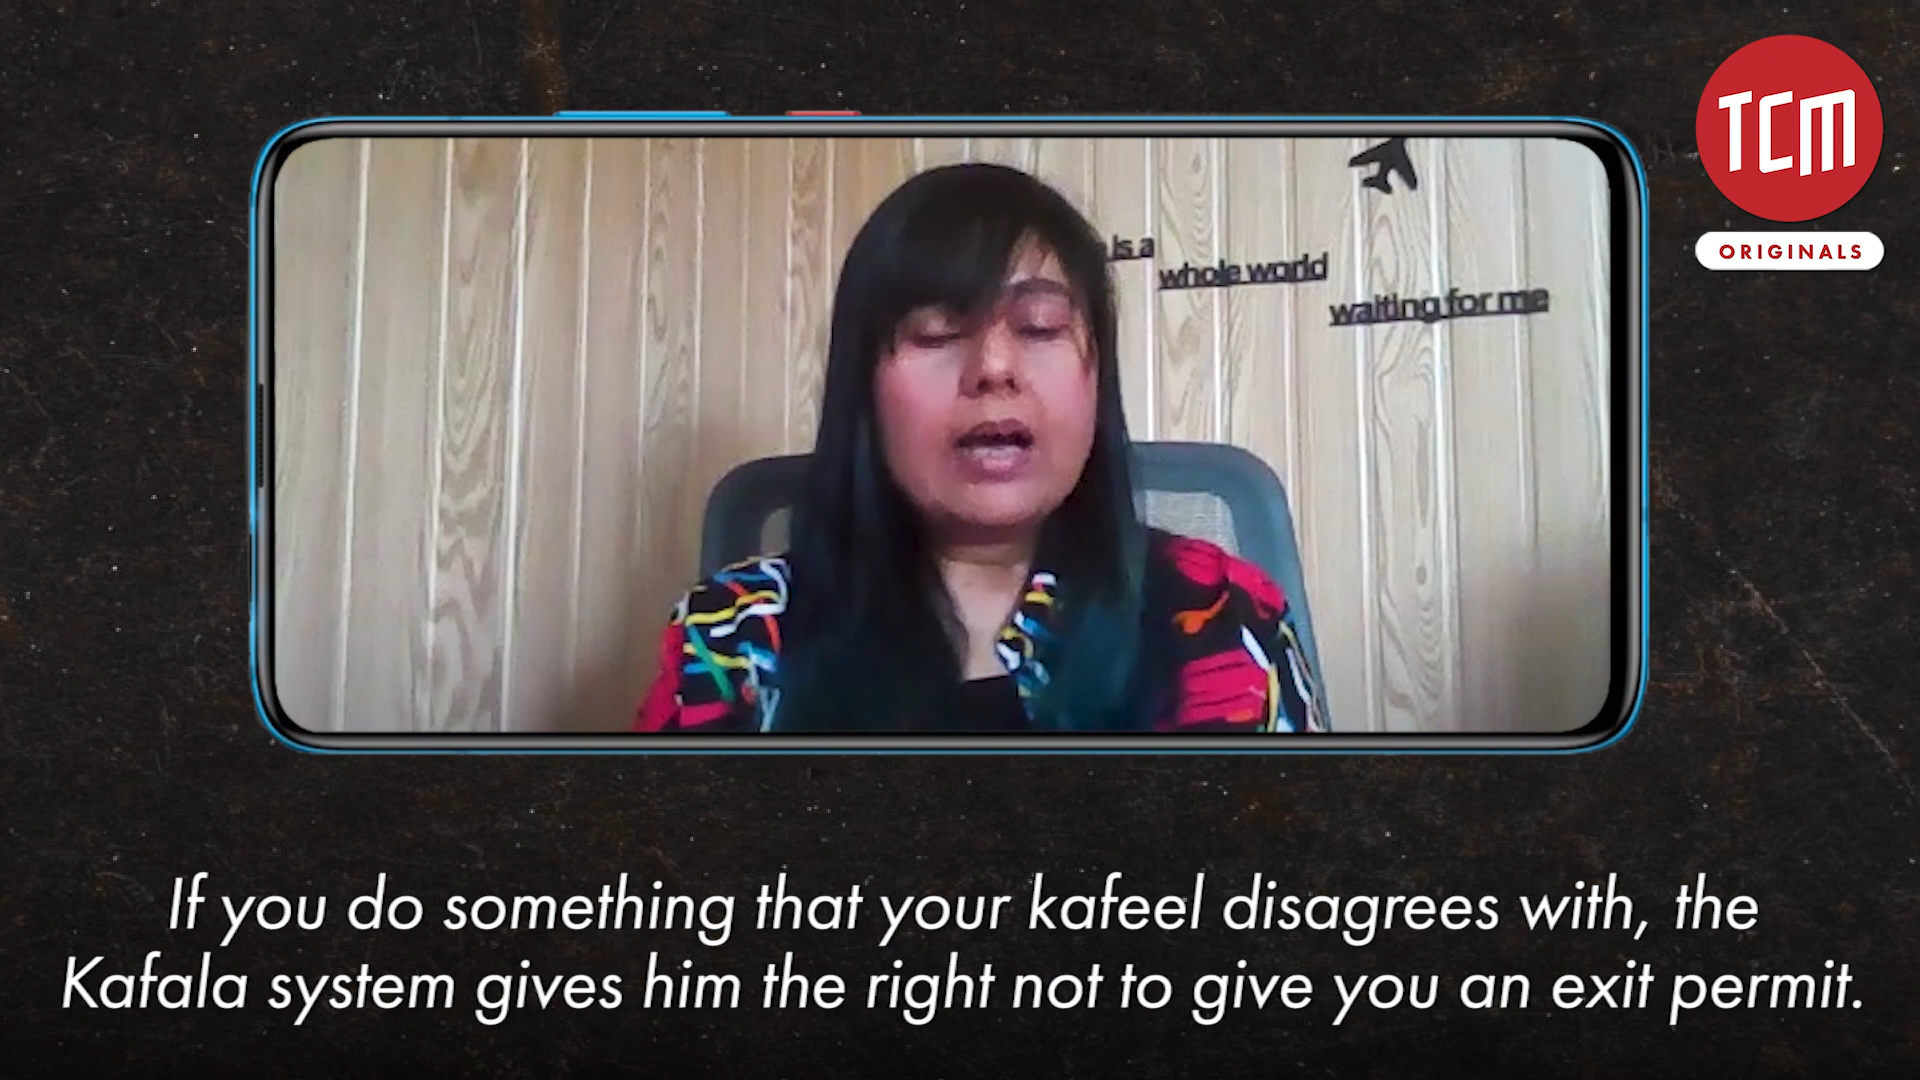 TCM
ORIGINALS
is a
whole world
waiting for me
If you do something that your kafeel disagrees with, the
Kafala system gives him the right not to give you an exit permit.